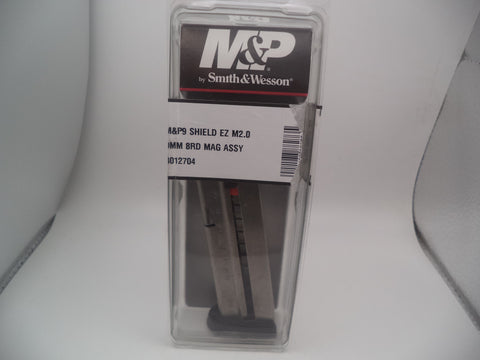 M&P®
by Smith&Wesson®
M&P9 SHIELD EZ M2.0
9MM 8RD MAG ASSY
3012704